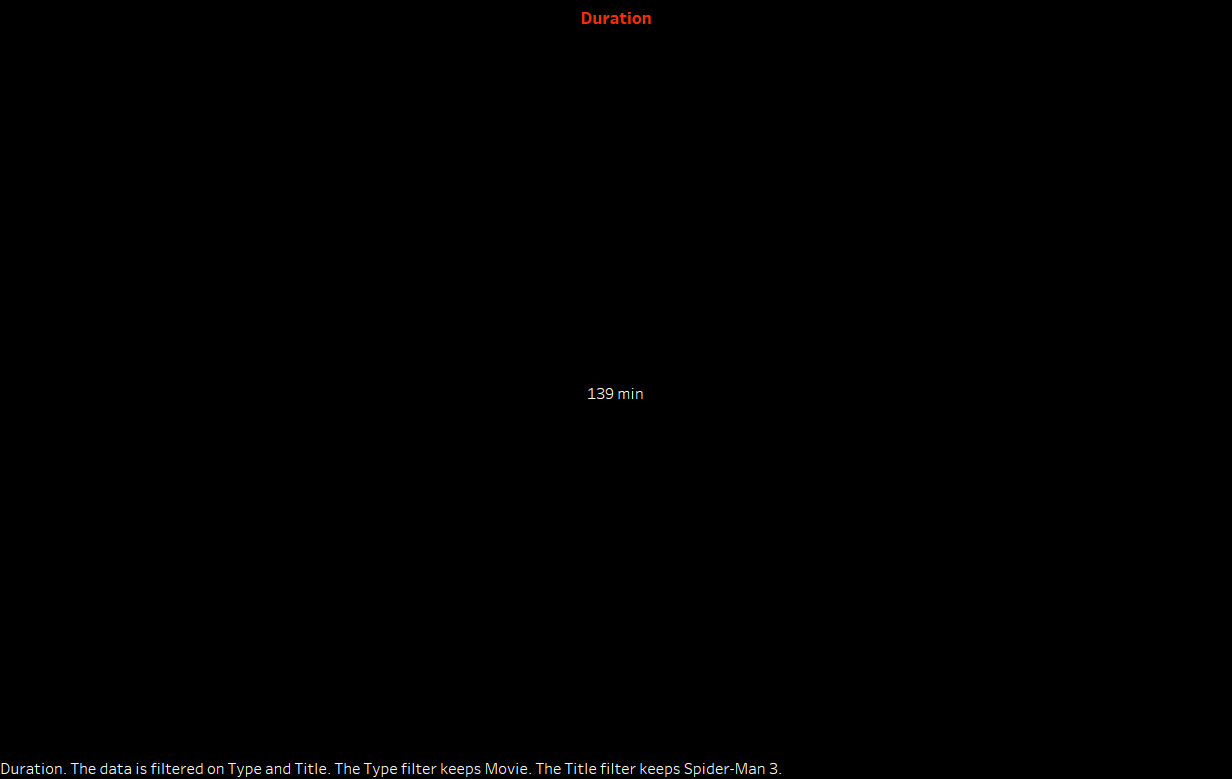 Duration
139 min
Duration. The data is filtered on Type and Title. The Type filter keeps Movie. The Title filter keeps Spider-Man 3.